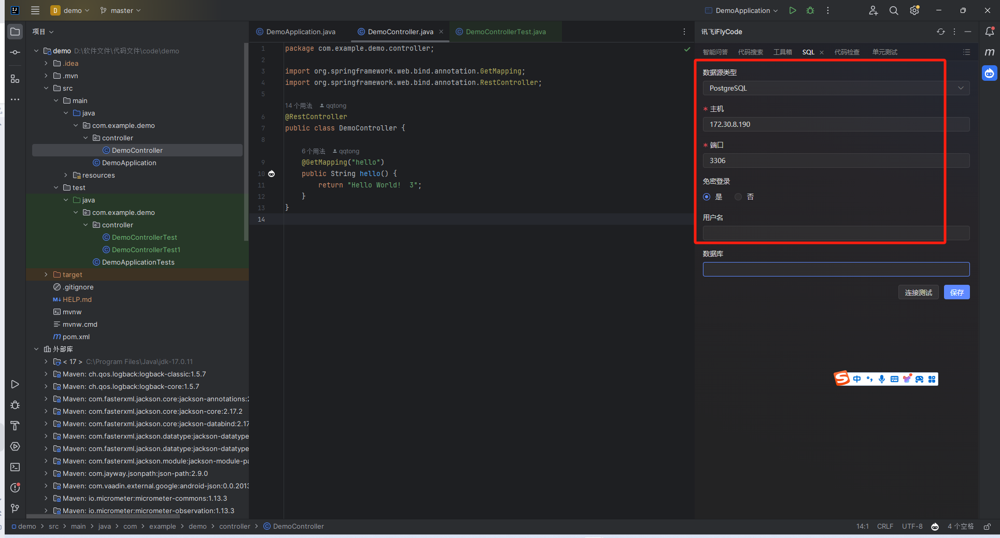 D demo master DemoApplication
项目
demo D:\软件文件\代码文件\code\demo
.idea
.mvn
src
main
java
com.example.demo
controller
DemoController
DemoApplication
resources
test
java
com.example.demo
controller
DemoControllerTest
DemoControllerTest1
DemoApplicationTests
target
.gitignore
M↓ HELP.md
mvnw
mvnw.cmd
m pom.xml
外部库
< 17 > C:\Program Files\Java\jdk-17.0.11
Maven: ch.qos.logback:logback-classic:1.5.7
Maven: ch.qos.logback:logback-core:1.5.7
Maven: com.fasterxml.jackson.core:jackson-annotations:2
Maven: com.fasterxml.jackson.core:jackson-core:2.17.2
Maven: com.fasterxml.jackson.core:jackson-databind:2.17
Maven: com.fasterxml.jackson.datatype:jackson-datatype
Maven: com.fasterxml.jackson.datatype:jackson-datatype
Maven: com.fasterxml.jackson.module:jackson-module-pa
Maven: com.jayway.jsonpath:json-path:2.9.0
Maven: com.vaadin.external.google:android-json:0.0.2013
Maven: io.micrometer:micrometer-commons:1.13.3
Maven: io.micrometer:micrometer-observation:1.13.3
DemoApplication.java DemoController.java DemoControllerTest.java
1 package com.example.demo.controller;
2
3 import org.springframework.web.bind.annotation.GetMapping;
4 import org.springframework.web.bind.annotation.RestController;
5
14 个用法 qqtong
6 @RestController
7 public class DemoController {
8
6 个用法 qqtong
9 @GetMapping("hello")
10 public String hello() {
11 return "Hello World!  3";
12 }
13 }
14
讯飞iFlyCode
智能问答 代码搜索 工具箱 SQL 代码检查 单元测试
数据源类型
PostgreSQL
* 主机
172.30.8.190
* 端口
3306
免密登录
是 否
用户名
数据库
连接测试 保存
m
S 中
demo > src > main > java > com > example > demo > controller > DemoController
14:1 CRLF UTF-8 4 个空格